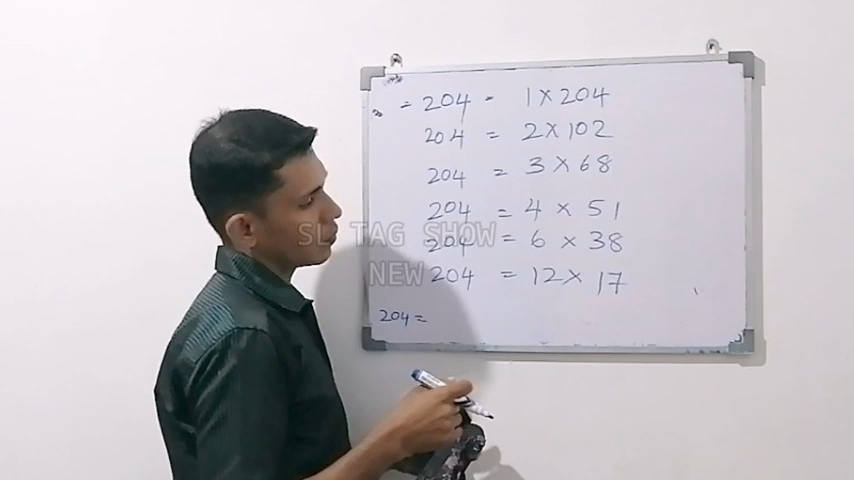 = 204 = 1 X 204
204 = 2 X 102
204 = 3 X 68
204 = 4 X 51
204 = 6 X 38
204 = 12 X 17
204 =
SL TAG SHOW
NEW